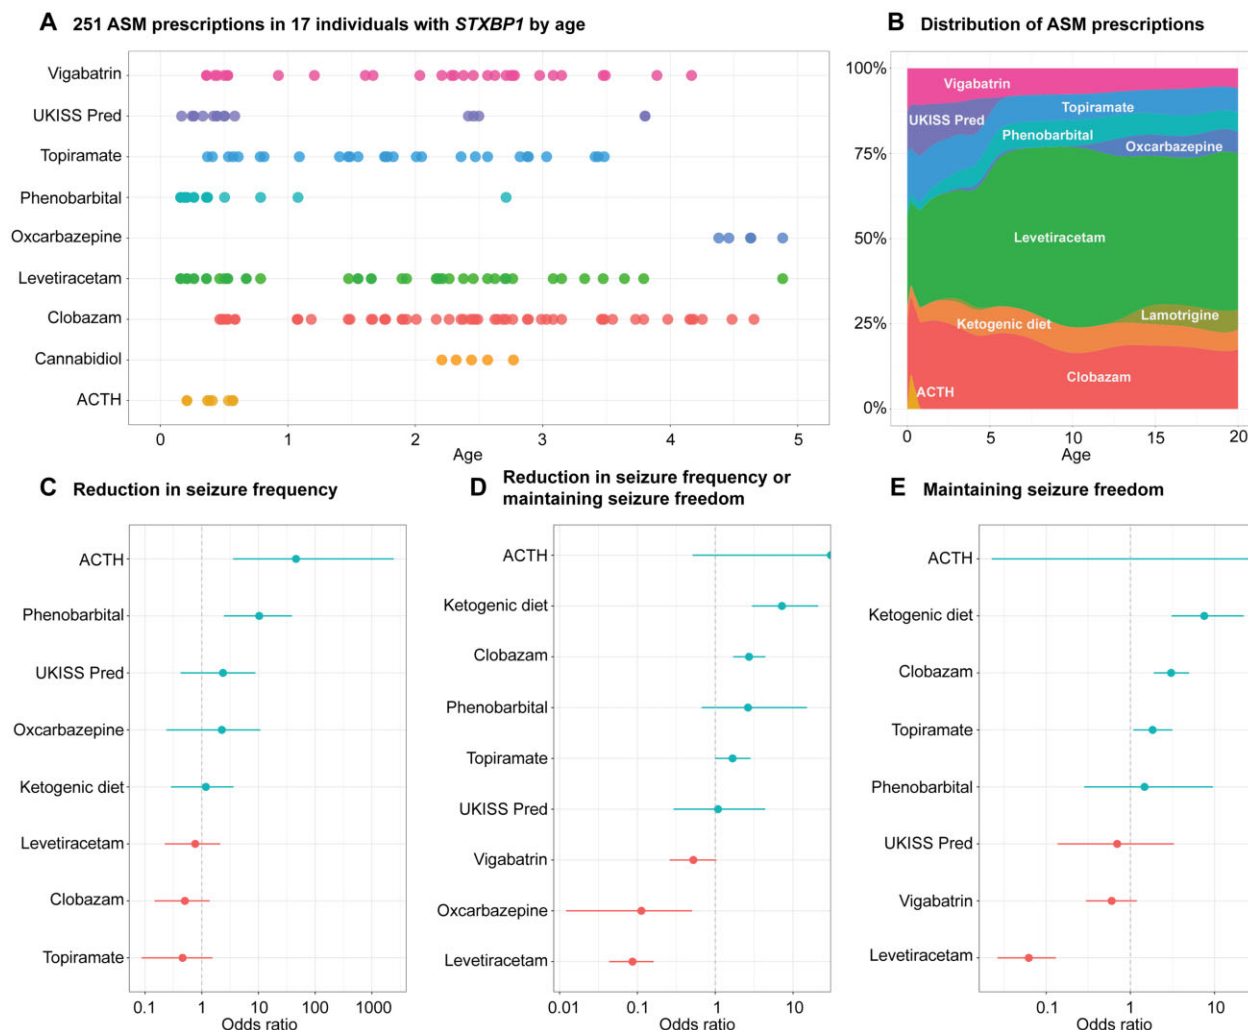 A 251 ASM prescriptions in 17 individuals with STXBP1 by age
Vigabatrin
UKISS Pred
Topiramate
Phenobarbital
Oxcarbazepine
Levetiracetam
Clobazam
Cannabidiol
ACTH
0 1 2 3 4 5
Age
B Distribution of ASM prescriptions
100%
75%
50%
25%
0%
Vigabatrin
UKISS Pred
Topiramate
Phenobarbital
Oxcarbazepine
Levetiracetam
Lamotrigine
Ketogenic diet
Clobazam
ACTH
0 5 10 15 20
Age
C Reduction in seizure frequency
ACTH
Phenobarbital
UKISS Pred
Oxcarbazepine
Ketogenic diet
Levetiracetam
Clobazam
Topiramate
0.1 1 10 100 1000
Odds ratio
D Reduction in seizure frequency or
maintaining seizure freedom
ACTH
Ketogenic diet
Clobazam
Phenobarbital
Topiramate
UKISS Pred
Vigabatrin
Oxcarbazepine
Levetiracetam
0.01 0.1 1 10
Odds ratio
E Maintaining seizure freedom
ACTH
Ketogenic diet
Clobazam
Topiramate
Phenobarbital
UKISS Pred
Vigabatrin
Levetiracetam
0.1 1 10
Odds ratio